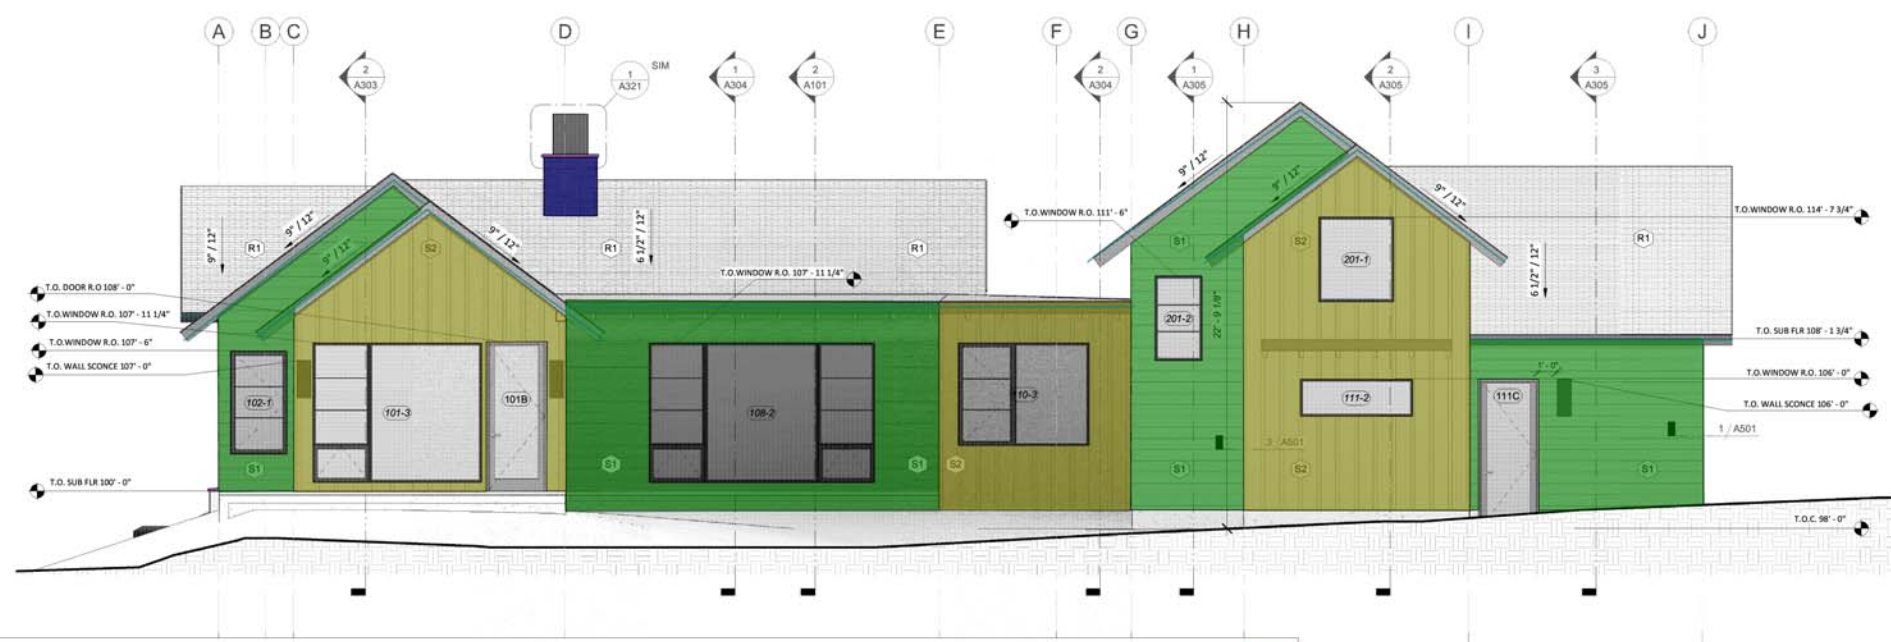 A B C D E F G H I J
2
A303
1
A321
SIM
1
A304
2
A101
2
A304
1
A305
2
A305
3
A305
9" / 12"
9" / 12"
9" / 12"
9" / 12"
6 1/2" / 12"
9" / 12"
9" / 12"
9" / 12"
6 1/2" / 12"
R1
S2
R1
R1
S1
S2
R1
T.O.WINDOW R.O. 111' - 6"
T.O.WINDOW R.O. 114' - 7 3/4"
T.O.WINDOW R.O. 107' - 11 1/4"
T.O. DOOR R.O 108' - 0"
T.O.WINDOW R.O. 107' - 11 1/4"
T.O.WINDOW R.O. 107' - 6"
T.O. WALL SCONCE 107' - 0"
T.O. SUB FLR 100' - 0"
201-1
201-2
22' - 9 1/8"
T.O. SUB FLR 108' - 1 3/4"
T.O.WINDOW R.O. 106' - 0"
T.O. WALL SCONCE 106' - 0"
1' - 0"
102-1
101-3
101B
108-2
10-3
111-2
111C
1 / A501
3 / A501
S1
S1
S1
S2
S1
S2
S1
T.O.C. 98' - 0"